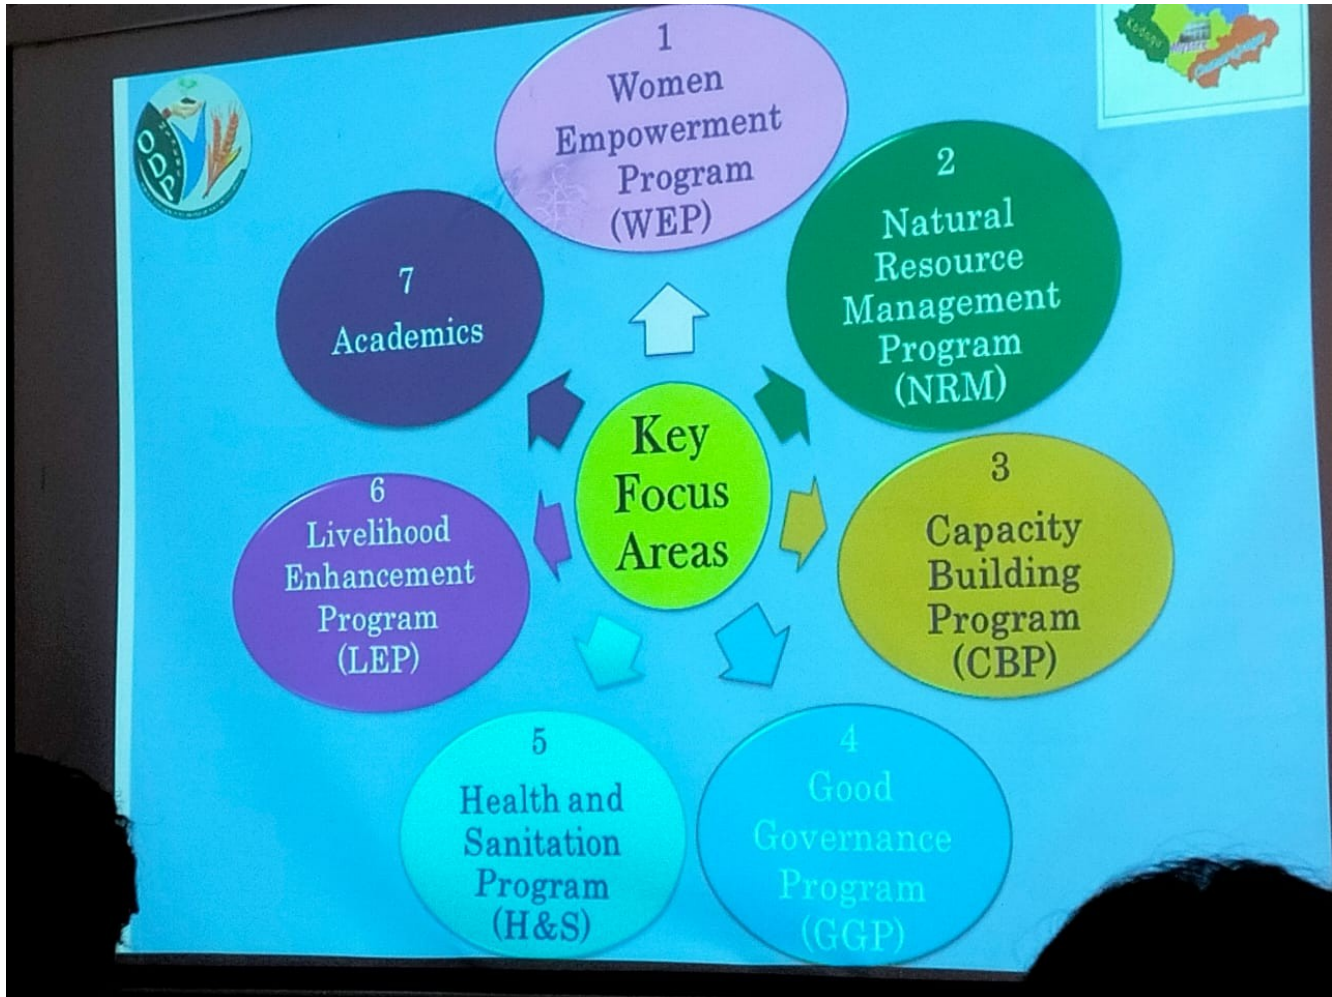 1
Women
Empowerment
Program
(WEP)
2
Natural
Resource
Management
Program
(NRM)
3
Capacity
Building
Program
(CBP)
4
Good
Governance
Program
(GGP)
5
Health and
Sanitation
Program
(H&S)
6
Livelihood
Enhancement
Program
(LEP)
7
Academics
Key
Focus
Areas
ODP
Kodagu